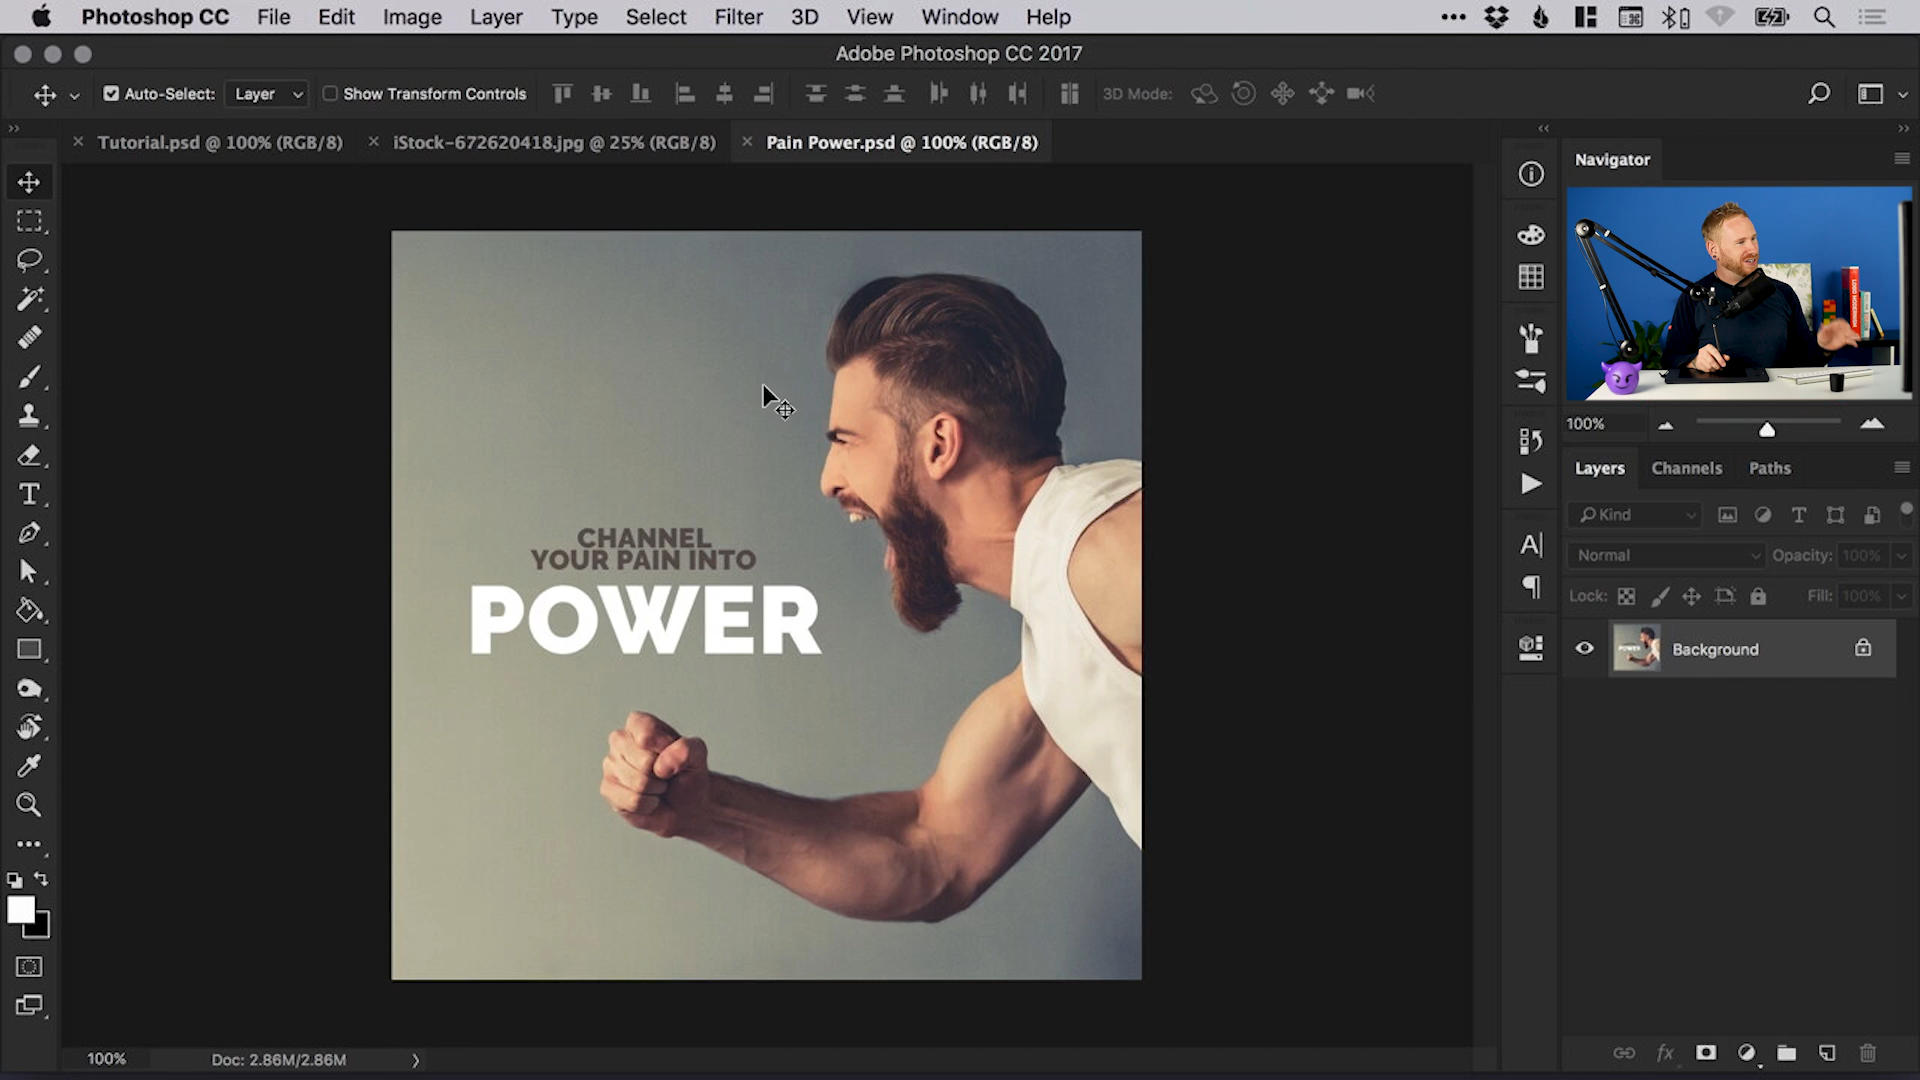 Photoshop CC File Edit Image Layer Type Select Filter 3D View Window Help
Adobe Photoshop CC 2017
Auto-Select: Layer Show Transform Controls 3D Mode:
Tutorial.psd @ 100% (RGB/8) iStock-672620418.jpg @ 25% (RGB/8) Pain Power.psd @ 100% (RGB/8)
Navigator
100%
Layers Channels Paths
Kind
Normal Opacity: 100%
Lock: Fill: 100%
Background
CHANNEL
YOUR PAIN INTO
POWER
100% Doc: 2.86M/2.86M